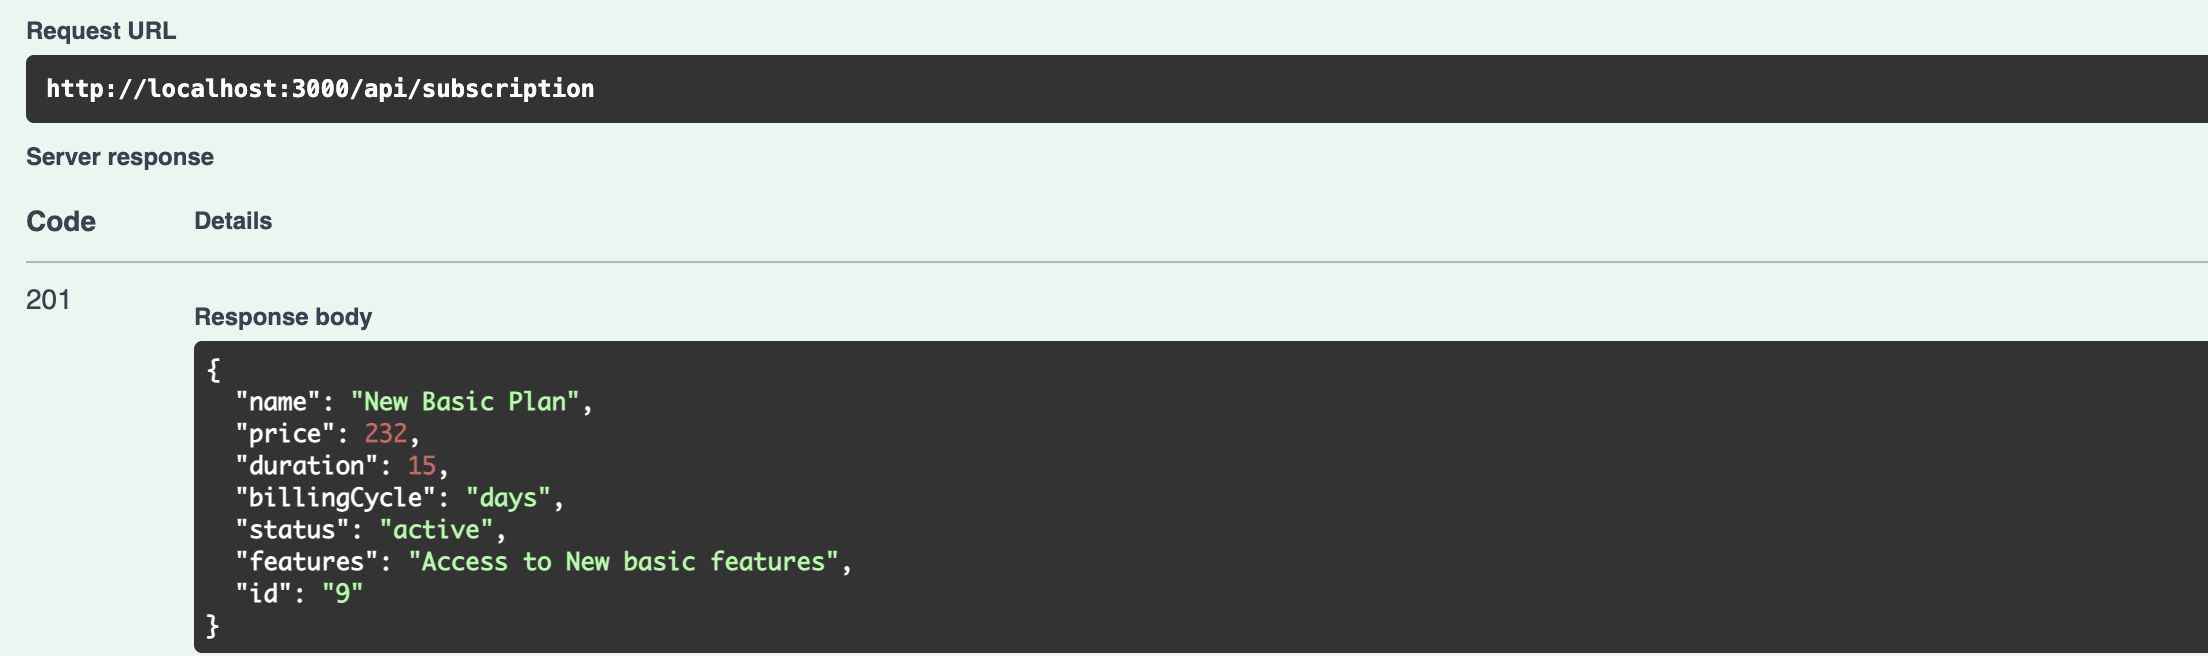 Request URL
http://localhost:3000/api/subscription
Server response
Code Details
201
Response body
{
  "name": "New Basic Plan",
  "price": 232,
  "duration": 15,
  "billingCycle": "days",
  "status": "active",
  "features": "Access to New basic features",
  "id": "9"
}